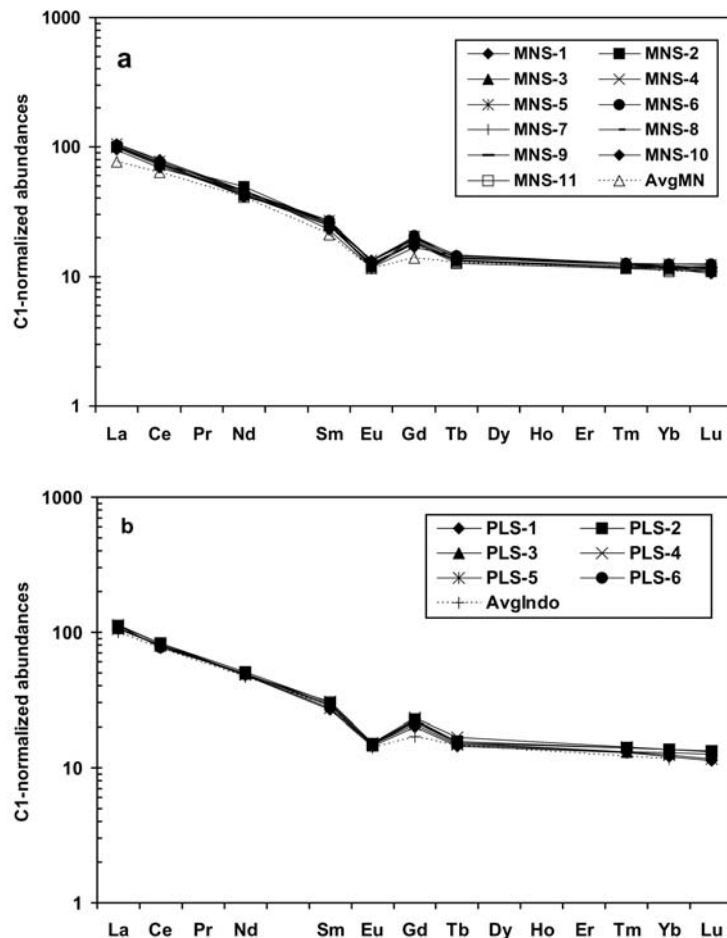 1000
a
MNS-1 MNS-2
MNS-3 MNS-4
MNS-5 MNS-6
MNS-7 MNS-8
MNS-9 MNS-10
MNS-11 AvgMN
100
10
1
C1-normalized abundances
La Ce Pr Nd Sm Eu Gd Tb Dy Ho Er Tm Yb Lu
1000
b
PLS-1 PLS-2
PLS-3 PLS-4
PLS-5 PLS-6
AvgIndo
100
10
1
C1-normalized abundances
La Ce Pr Nd Sm Eu Gd Tb Dy Ho Er Tm Yb Lu